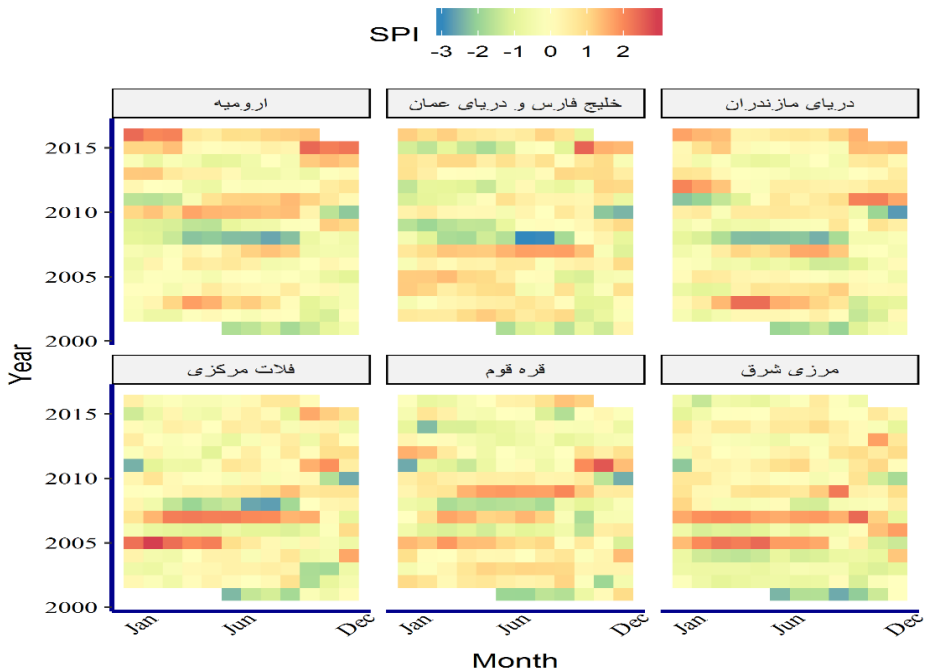 SPI
-3 -2 -1 0 1 2
ارومیه
خلیج فارس و دریای عمان
دریای مازندران
2015
2010
2005
2000
فلات مرکزی
قره قوم
مرزی شرق
2015
2010
2005
2000
Year
Jan Jun Dec
Jan Jun Dec
Jan Jun Dec
Month